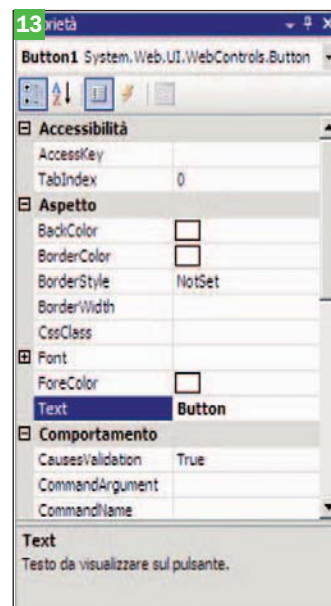 13
prietà
Button1 System.Web.UI.WebControls.Button
Accessibilità
AccessKey
TabIndex 0
Aspetto
BackColor
BorderColor
BorderStyle NotSet
BorderWidth
CssClass
Font
ForeColor
Text Button
Comportamento
CausesValidation True
CommandArgument
CommandName
Text
Testo da visualizzare sul pulsante.